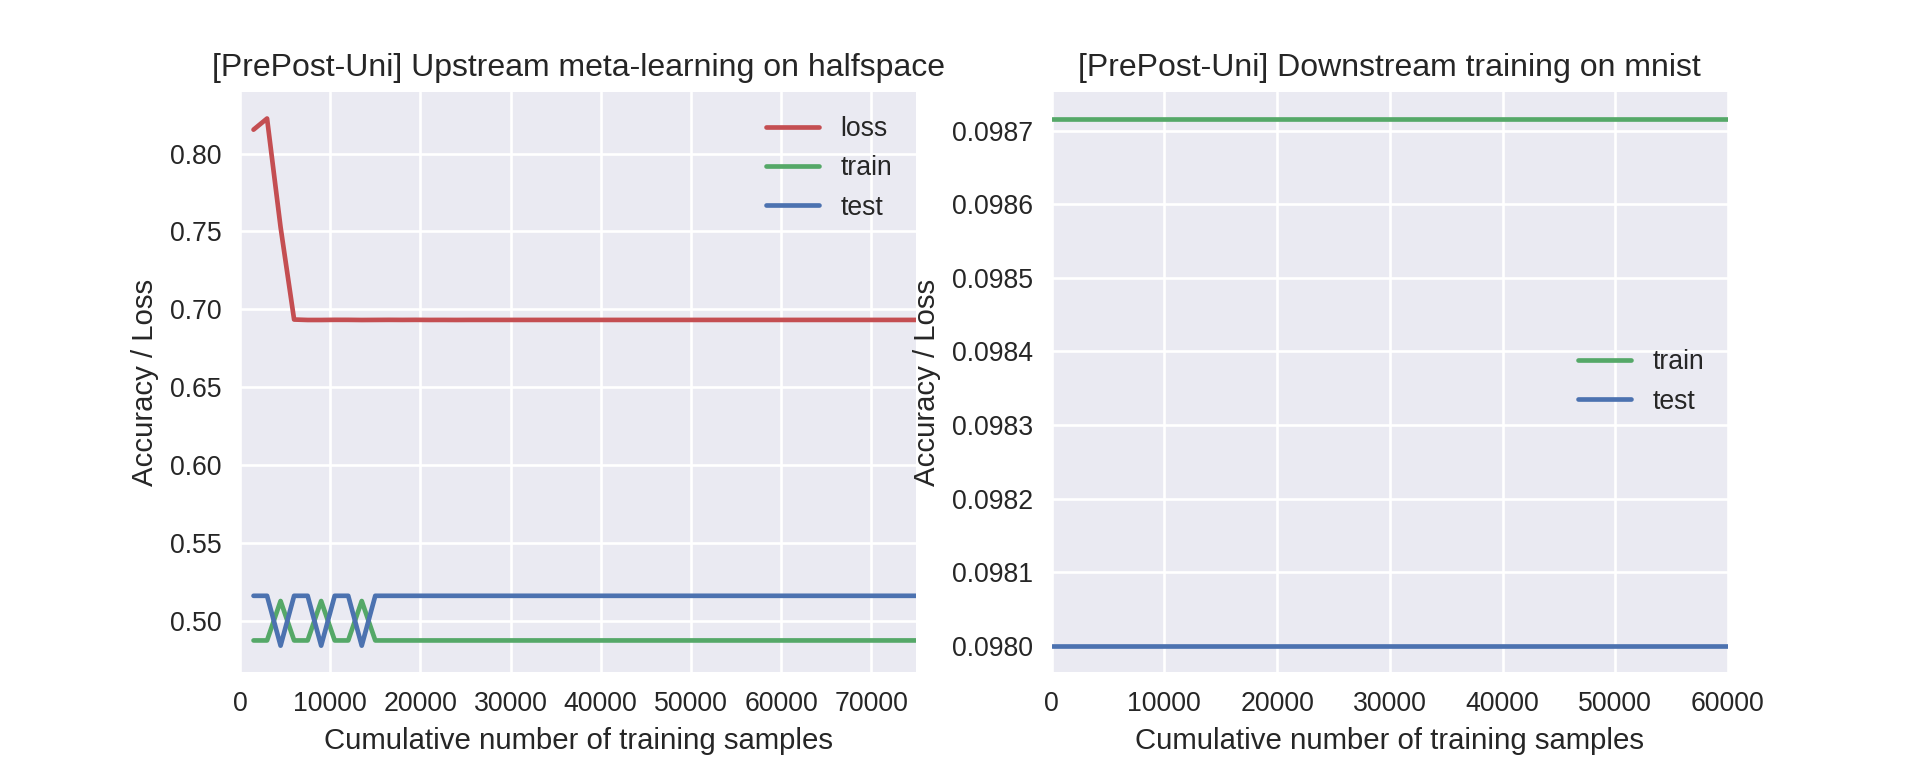 [PrePost-Uni] Upstream meta-learning on halfspace
Accuracy / Loss
0.80
0.75
0.70
0.65
0.60
0.55
0.50
loss
train
test
0 10000 20000 30000 40000 50000 60000 70000
Cumulative number of training samples
[PrePost-Uni] Downstream training on mnist
Accuracy / Loss
0.0987
0.0986
0.0985
0.0984
0.0983
0.0982
0.0981
0.0980
train
test
0 10000 20000 30000 40000 50000 60000
Cumulative number of training samples